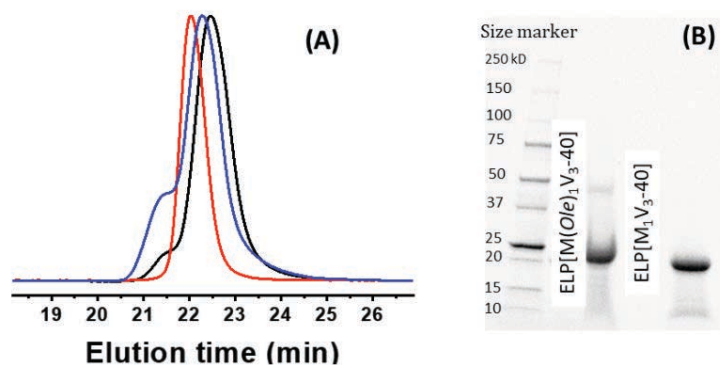 (A)
19 20 21 22 23 24 25 26
Elution time (min)
Size marker
(B)
250 kD
150
100
75
50
37
25
20
15
10
ELP[M(Ole)₁V₃-40]
ELP[M₁V₃-40]